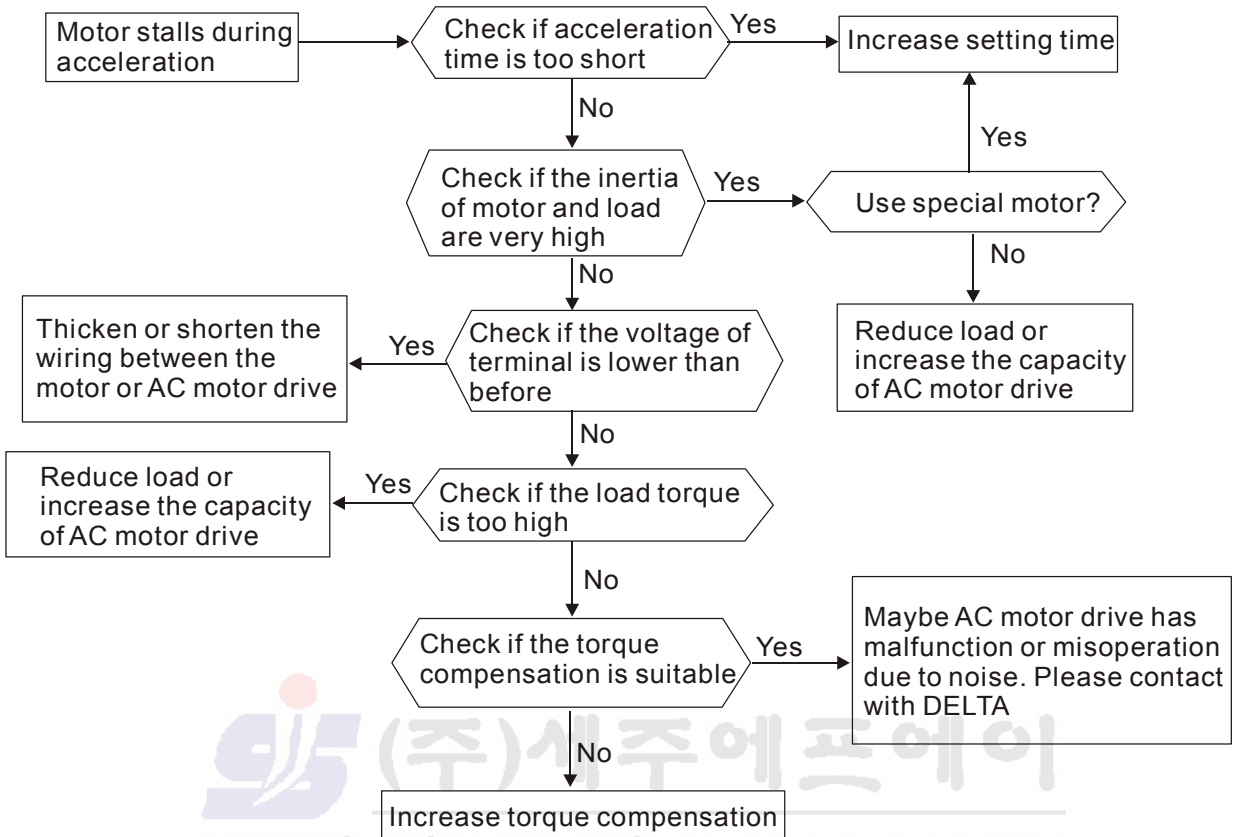 Motor stalls during
acceleration
Check if acceleration
time is too short
Yes
Increase setting time
No
Yes
Check if the inertia
of motor and load
are very high
Yes
Use special motor?
No
No
Thicken or shorten the
wiring between the
motor or AC motor drive
Yes
Check if the voltage of
terminal is lower than
before
Reduce load or
increase the capacity
of AC motor drive
No
Reduce load or
increase the capacity
of AC motor drive
Yes
Check if the load torque
is too high
No
Check if the torque
compensation is suitable
Yes
Maybe AC motor drive has
malfunction or misoperation
due to noise. Please contact
with DELTA
(주)세주에프에이
No
Increase torque compensation